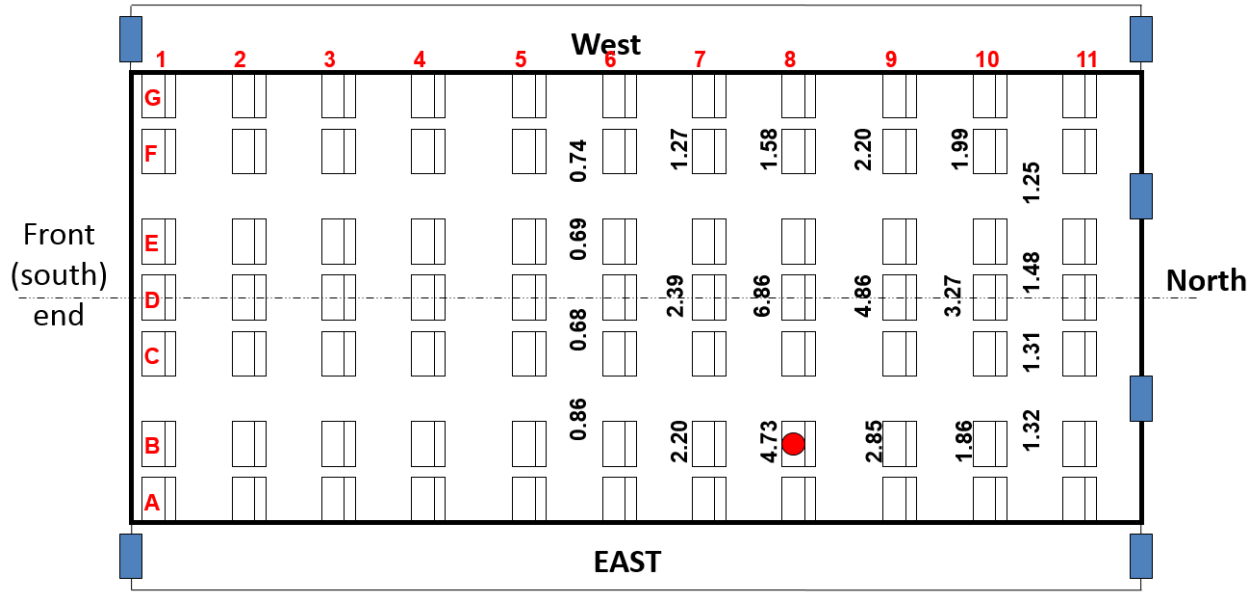 West
1 2 3 4 5 6 7 8 9 10 11
G
F
0.74
1.27
1.58
2.20
1.99
1.25
Front
(south)
end
E
0.69
D
2.39
6.86
4.86
3.27
1.48
North
0.68
C
1.31
0.86
B
2.20
4.73
2.85
1.86
1.32
A
EAST